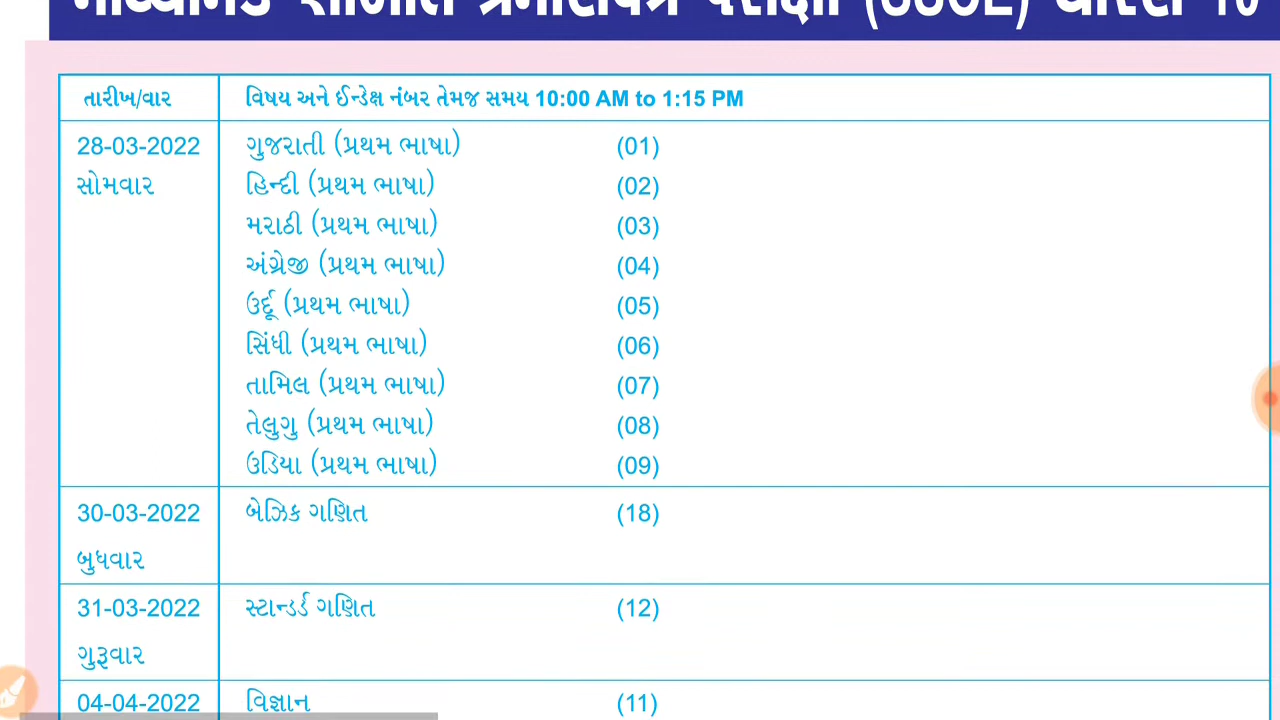 (SSCE)
તારીખ/વાર વિષય અને ઈન્ડેક્ષ નંબર તેમજ સમય 10:00 AM to 1:15 PM
28-03-2022 ગુજરાતી (પ્રથમ ભાષા) (01)
સોમવાર હિન્દી (પ્રથમ ભાષા) (02)
મરાઠી (પ્રથમ ભાષા) (03)
અંગ્રેજી (પ્રથમ ભાષા) (04)
ઉર્દૂ (પ્રથમ ભાષા) (05)
સિંધી (પ્રથમ ભાષા) (06)
તામિલ (પ્રથમ ભાષા) (07)
તેલુગુ (પ્રથમ ભાષા) (08)
ઉડિયા (પ્રથમ ભાષા) (09)
30-03-2022 બેઝિક ગણિત (18)
બુધવાર
31-03-2022 સ્ટાન્ડર્ડ ગણિત (12)
ગુરૂવાર
04-04-2022 વિજ્ઞાન (11)